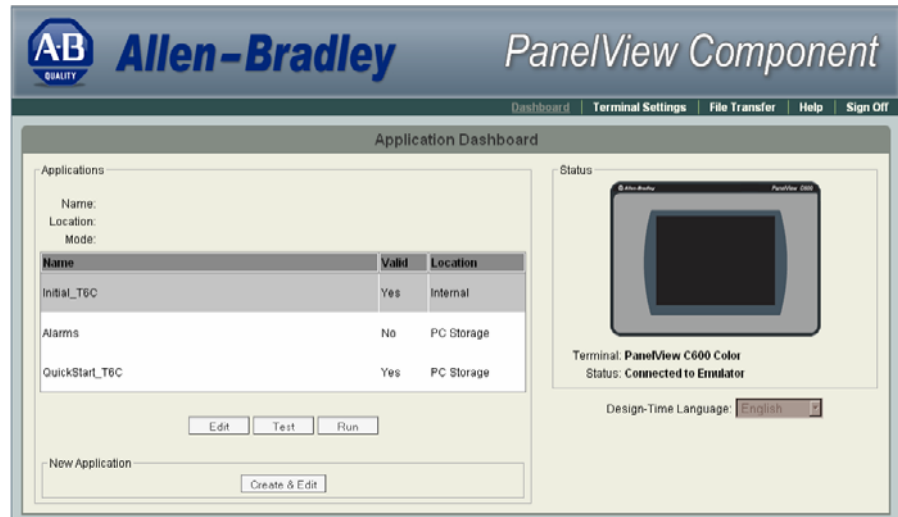 A·B
QUALITY
Allen-Bradley
PanelView Component
Dashboard
Terminal Settings
File Transfer
Help
Sign Off
Application Dashboard
Applications
Name:
Location:
Mode:
Name Valid Location
Initial_T6C Yes Internal
Alarms No PC Storage
QuickStart_T6C Yes PC Storage
Edit
Test
Run
New Application
Create & Edit
Status
Allen-Bradley
PanelView C600
Terminal: PanelView C600 Color
Status: Connected to Emulator
Design-Time Language: English